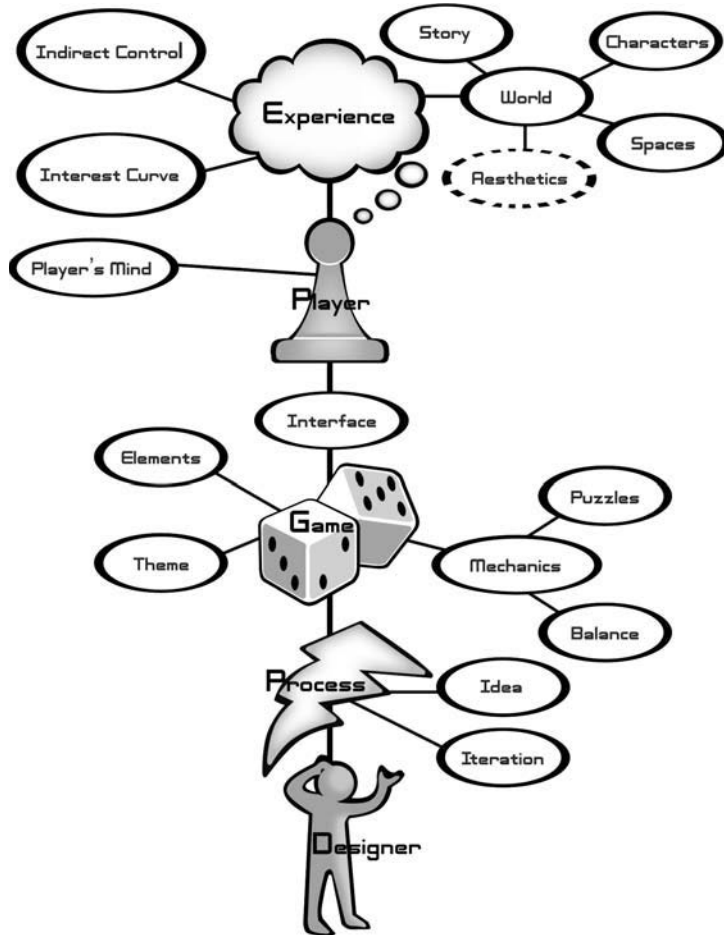 Story
Characters
Indirect Control
World
Experience
Spaces
Interest Curve
Aesthetics
Player's Mind
Player
Interface
Elements
Puzzles
Game
Theme
Mechanics
Balance
Process
Idea
Iteration
Designer